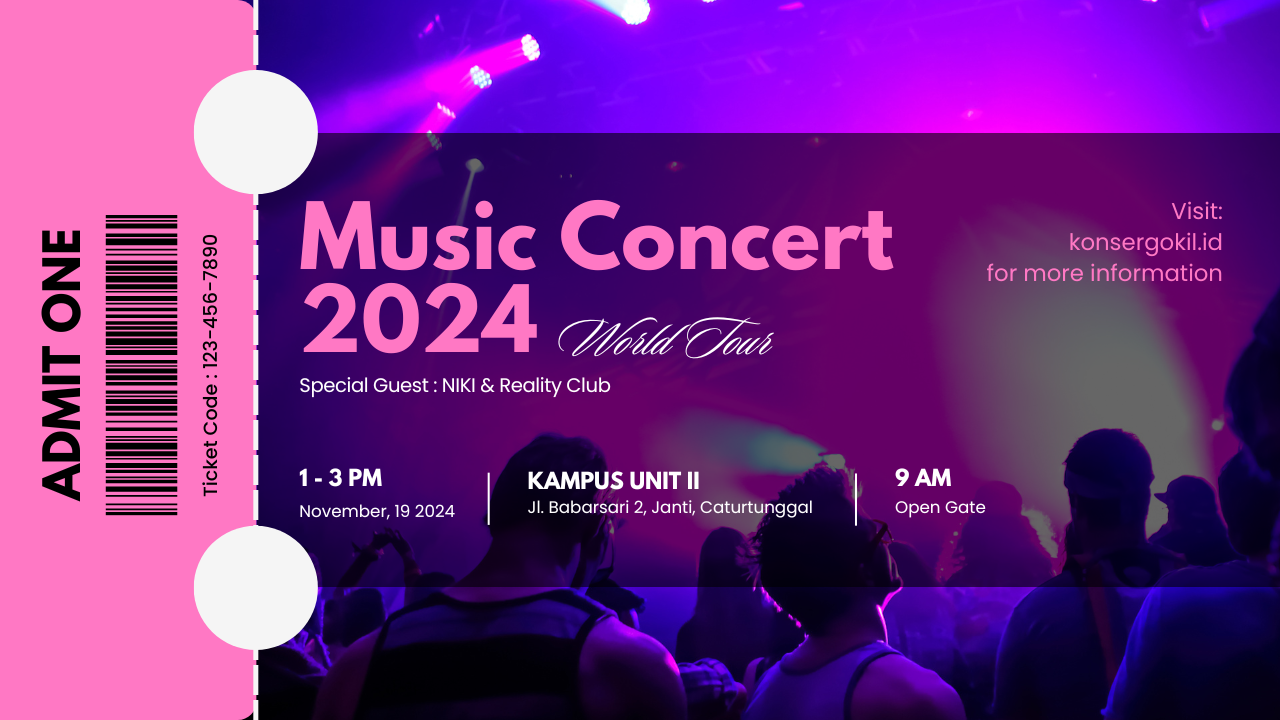 ADMIT ONE
Ticket Code : 123-456-7890
Music Concert
2024 World Tour
Special Guest : NIKI & Reality Club
Visit:
konsergokil.id
for more information
1 - 3 PM
November, 19 2024
KAMPUS UNIT II
Jl. Babarsari 2, Janti, Caturtunggal
9 AM
Open Gate